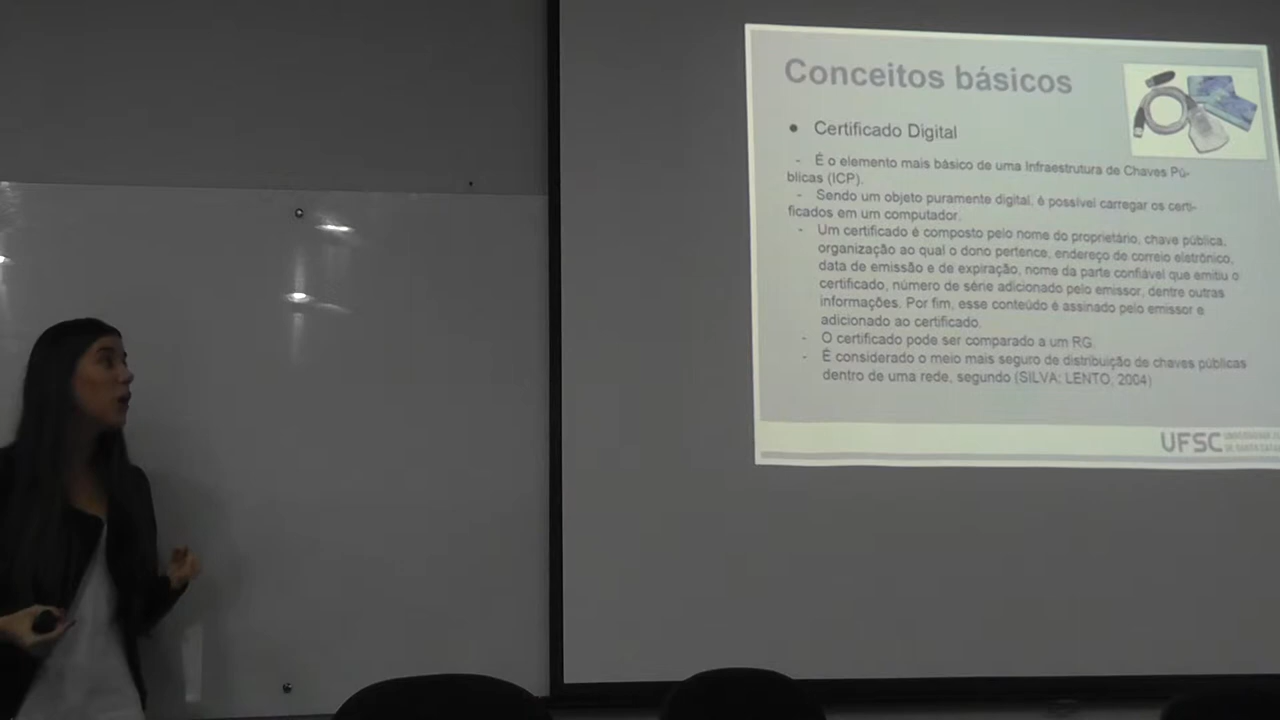 Conceitos básicos
● Certificado Digital
- É o elemento mais básico de uma Infraestrutura de Chaves Pú-
blicas (ICP).
- Sendo um objeto puramente digital, é possível carregar os certi-
ficados em um computador.
- Um certificado é composto pelo nome do proprietário, chave pública,
organização ao qual o dono pertence, endereço de correio eletrônico,
data de emissão e de expiração, nome da parte confiável que emitiu o
certificado, número de série adicionado pelo emissor, dentre outras
informações. Por fim, esse conteúdo é assinado pelo emissor e
adicionado ao certificado.
- O certificado pode ser comparado a um RG.
- É considerado o meio mais seguro de distribuição de chaves públicas
dentro de uma rede, segundo (SILVA; LENTO, 2004)
UFSC